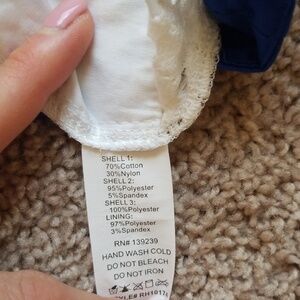 SHELL 1:
70%Cotton
30%Nylon
SHELL 2:
95%Polyester
5%Spandex
SHELL 3:
100%Polyester
LINING:
97%Polyester
3%Spandex
RN# 139239
HAND WASH COLD
DO NOT BLEACH
DO NOT IRON